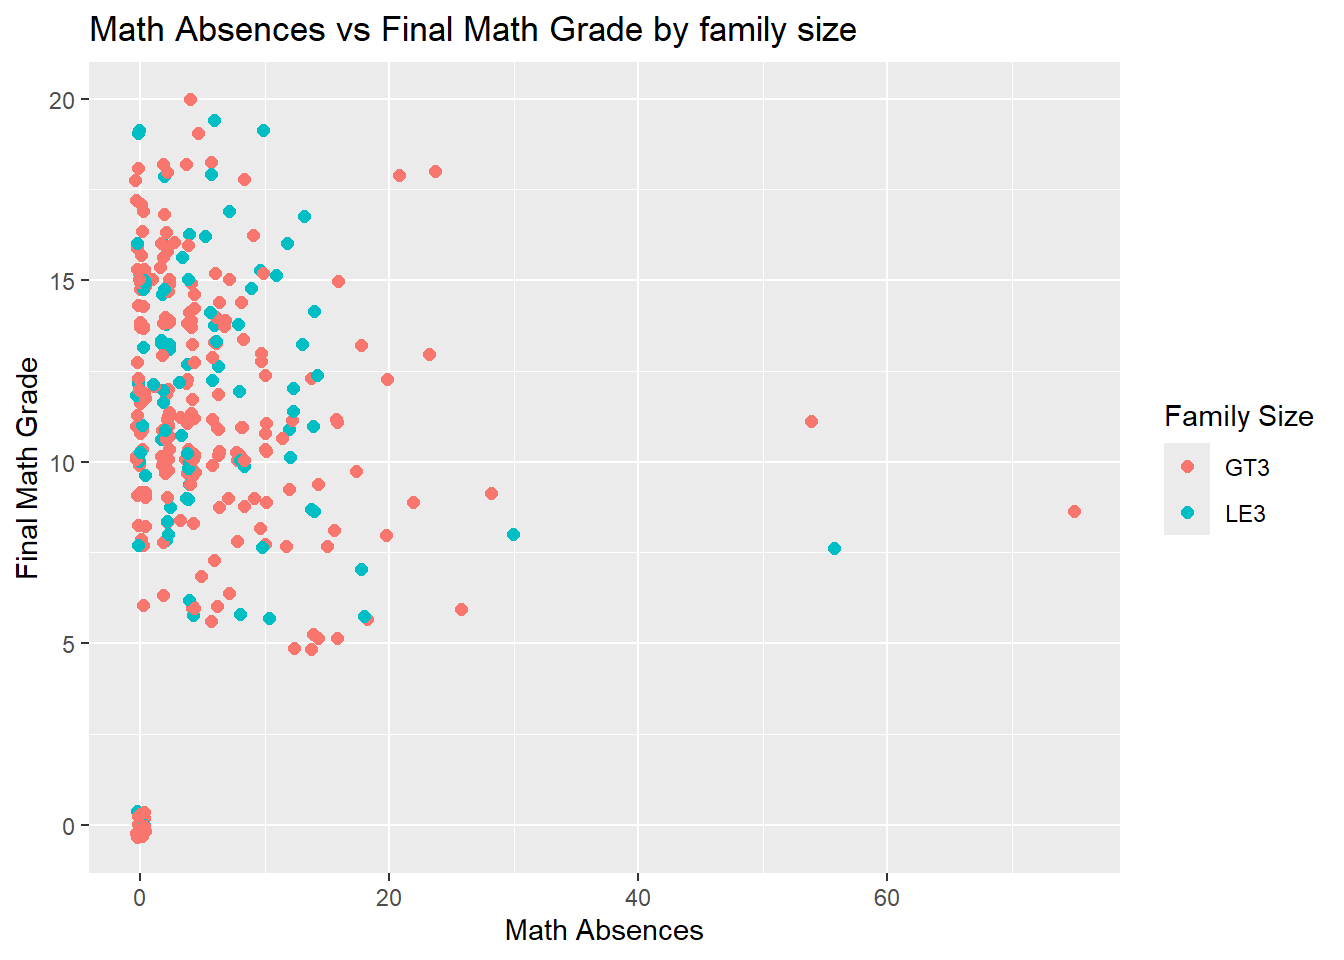 Math Absences vs Final Math Grade by family size
20
15
10
5
0
Final Math Grade
0 20 40 60
Math Absences
Family Size
GT3
LE3